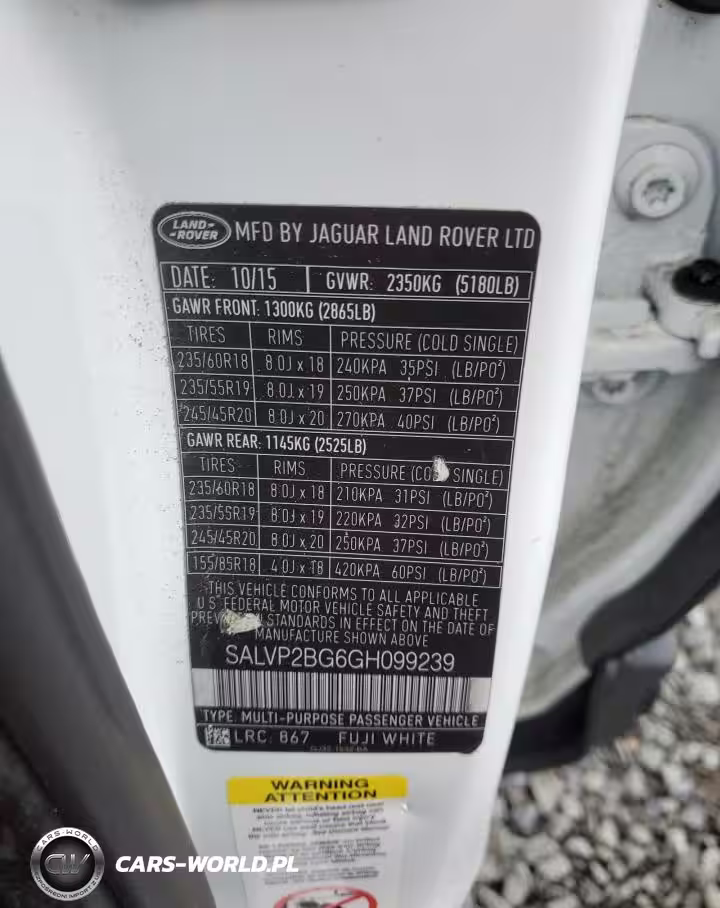 LAND-
-ROVER
MFD BY JAGUAR LAND ROVER LTD
DATE: 10/15 GVWR: 2350KG (5180LB)
GAWR FRONT: 1300KG (2865LB)
TIRES RIMS PRESSURE (COLD SINGLE)
235/60R18 8.0J x 18 240KPA 35PSI (LB/PO²)
235/55R19 8.0J x 19 250KPA 37PSI (LB/PO²)
245/45R20 8.0J x 20 270KPA 40PSI (LB/PO²)
GAWR REAR: 1145KG (2525LB)
TIRES RIMS PRESSURE (COLD SINGLE)
235/60R18 8.0J x 18 210KPA 31PSI (LB/PO²)
235/55R19 8.0J x 19 220KPA 32PSI (LB/PO²)
245/45R20 8.0J x 20 250KPA 37PSI (LB/PO²)
155/85R18 4.0J x 18 420KPA 60PSI (LB/PO²)
THIS VEHICLE CONFORMS TO ALL APPLICABLE
U.S. FEDERAL MOTOR VEHICLE SAFETY AND THEFT
STANDARDS IN EFFECT ON THE DATE OF
MANUFACTURE SHOWN ABOVE
SALVP2BG6GH099239
TYPE: MULTI-PURPOSE PASSENGER VEHICLE
LRC: 867 FUJI WHITE
WARNING
ATTENTION
CARS-WORLD
CW
CARS-WORLD.PL